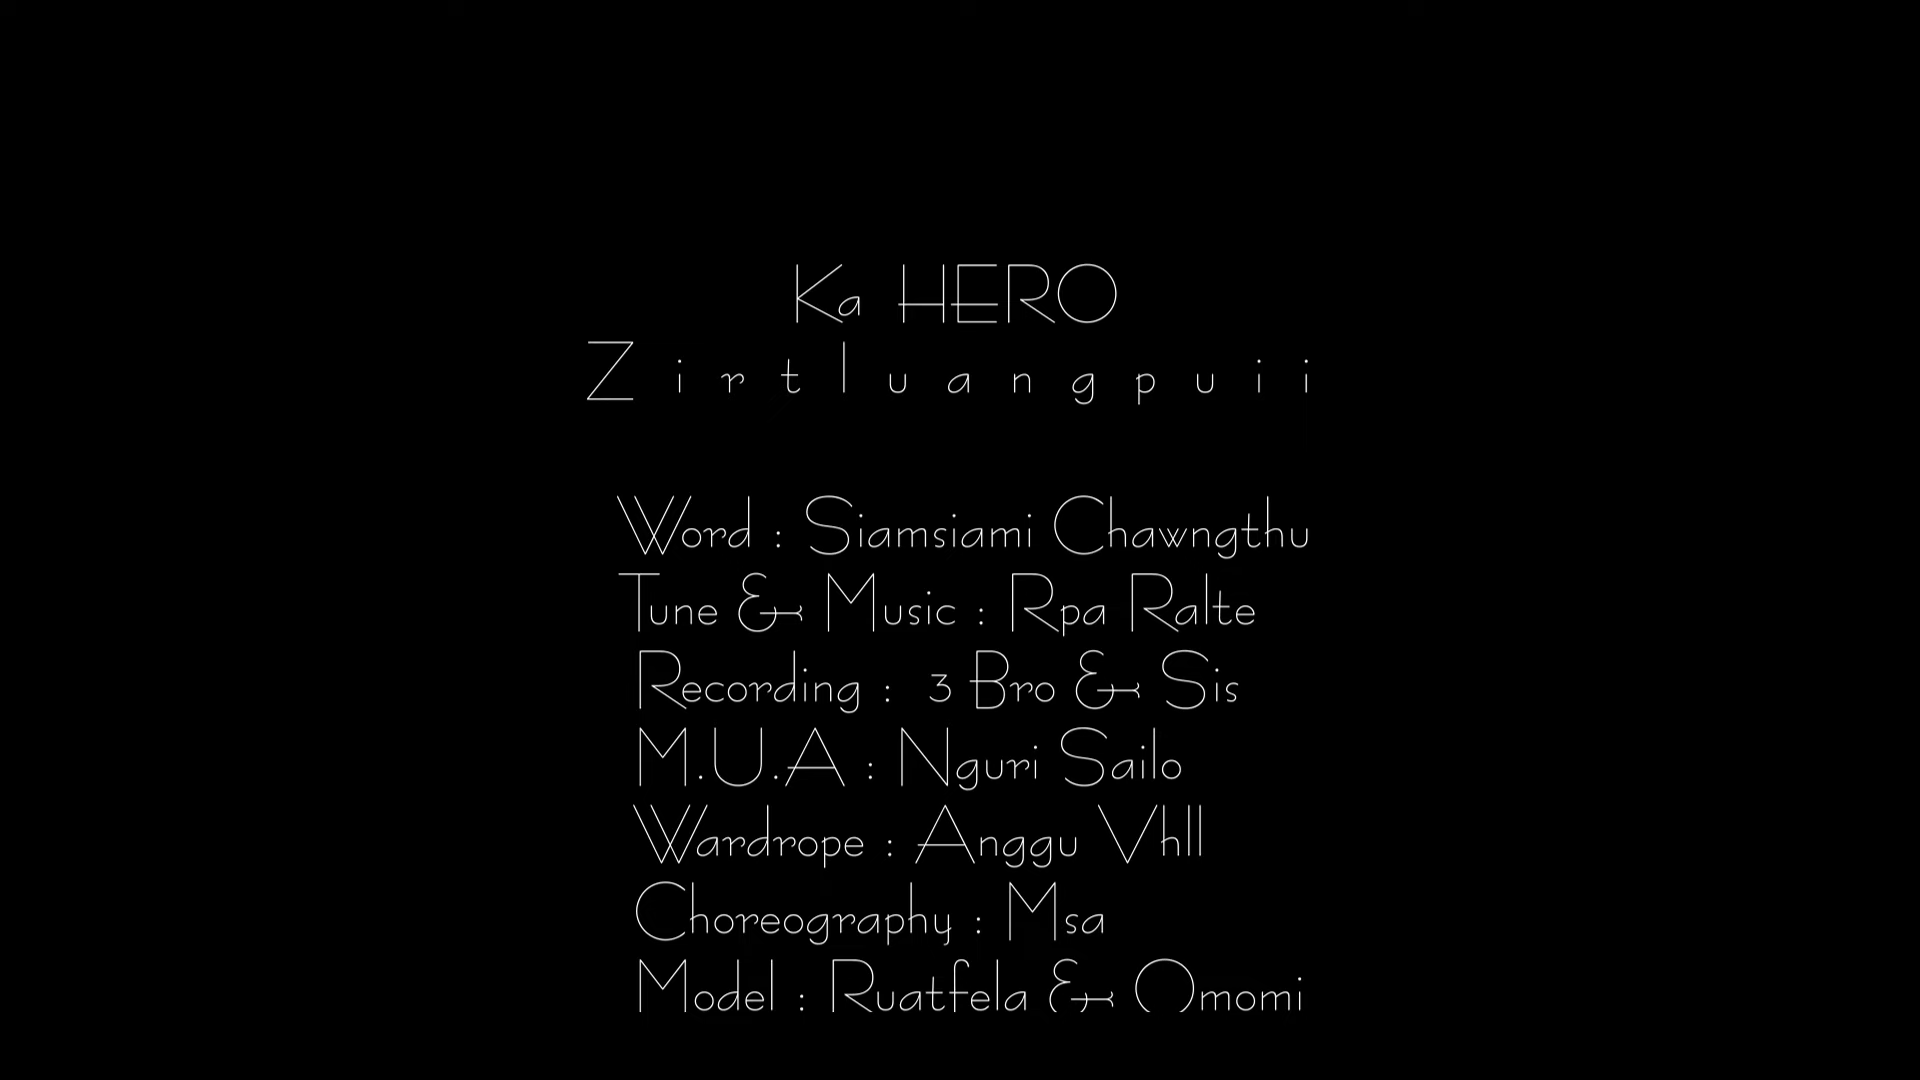 Ka HERO
Zirtluangpuii
Word : Siamsiami Chawngthu
Tune & Music : Rpa Ralte
Recording : 3 Bro & Sis
M.U.A : Nguri Sailo
Wardrope : Anggu Vhll
Choreography : Msa
Model : Ruatfela & Omomi